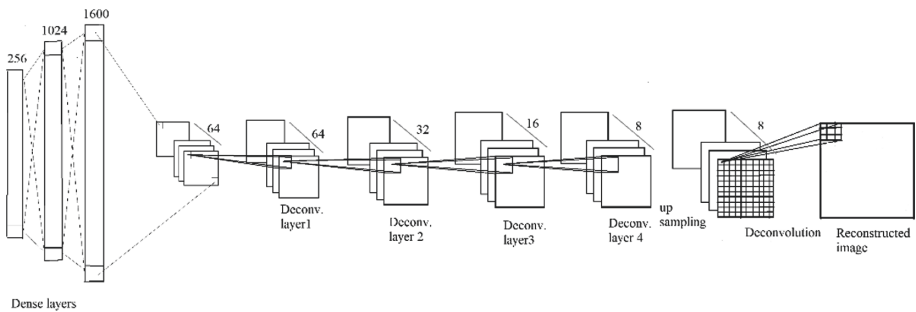 1600
1024
256
64
64
32
16
8
8
Deconv.
layer1
Deconv.
layer 2
Deconv.
layer3
Deconv.
layer 4
up
sampling
Deconvolution
Reconstructed
image
Dense layers